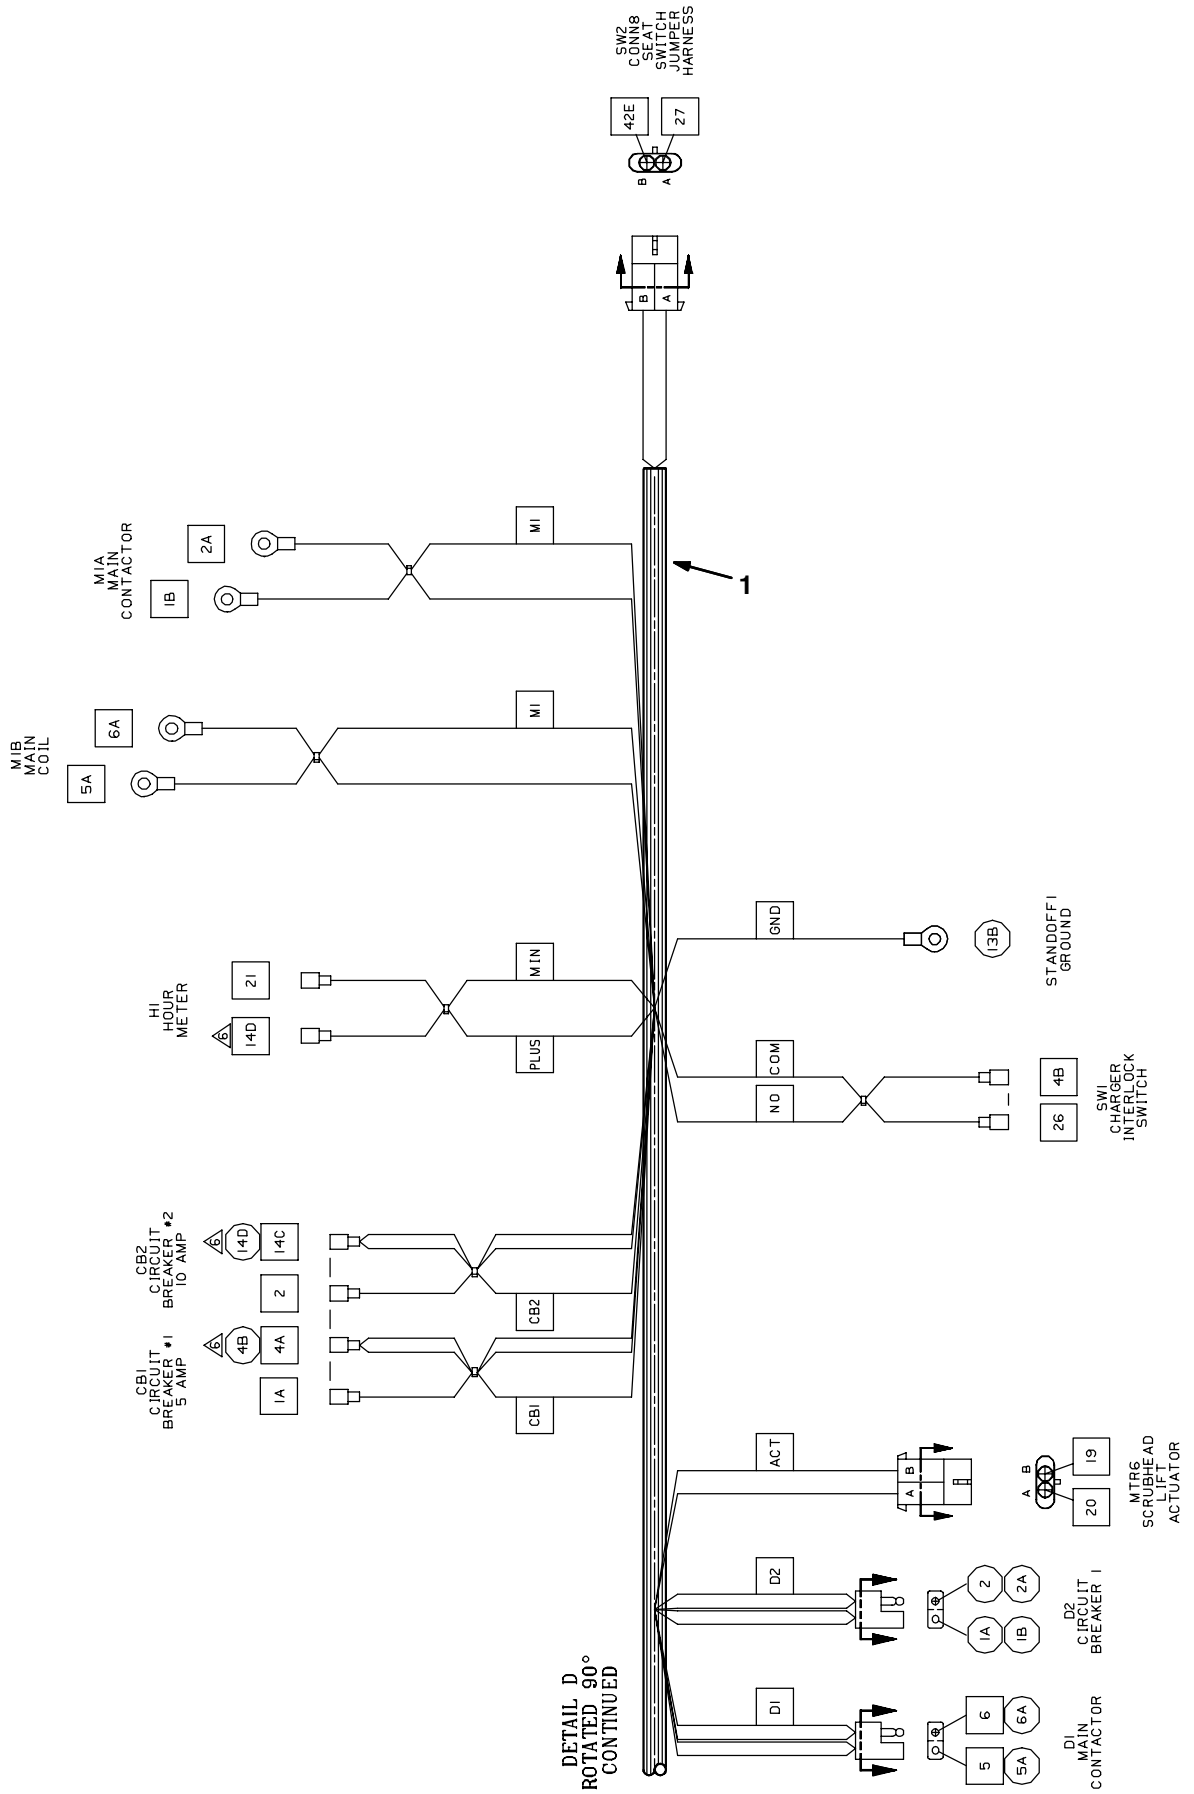 DETAIL D
ROTATED 90°
CONTINUED
M1B
MAIN
COIL
5A
6A
M1
M1A
MAIN
CONTACTOR
1B
2A
M1
H1
HOUR
METER
6
14D
21
PLUS
MIN
CB1
CIRCUIT
BREAKER #1
5 AMP
1A
6
4B
4A
CB1
CB2
CIRCUIT
BREAKER #2
10 AMP
2
6
14D
14C
CB2
SW2
CONN8
SEAT
SWITCH
JUMPER
HARNESS
42E
27
B
A
B
A
1
D1
A
B
D1
MAIN
CONTACTOR
5
6
5A
6A
D2
1A
2
1B
2A
D2
CIRCUIT
BREAKER 1
ACT
A
B
20
19
MTR6
SCRUBHEAD
LIFT
ACTUATOR
NO
COM
26
4B
SW1
CHARGER
INTERLOCK
SWITCH
GND
13B
STANDOFF1
GROUND